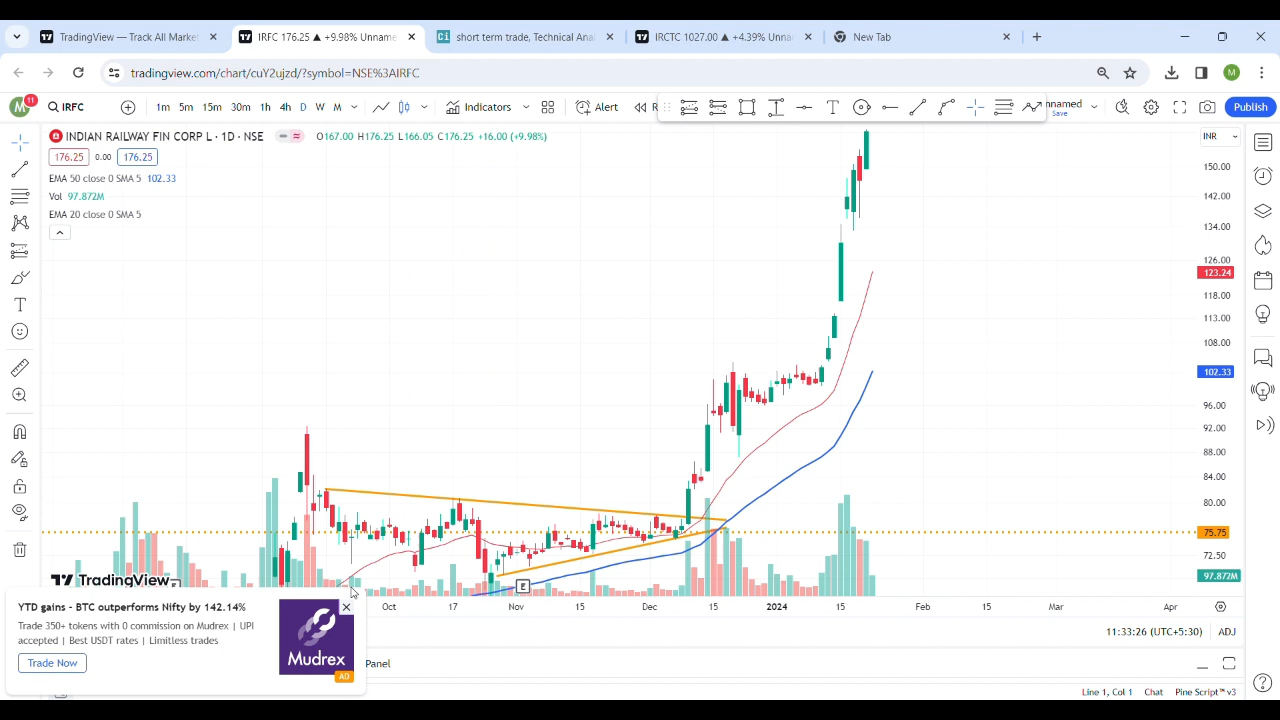 TradingView — Track All Market
IRFC 176.25 ▲ +9.98% Unname
short term trade, Technical Anal
IRCTC 1027.00 ▲ +4.39% Unna
New Tab
tradingview.com/chart/cuY2ujzd/?symbol=NSE%3AIRFC
M
M
11
IRFC
1m 5m 15m 30m 1h 4h D W M
Indicators
Alert
R
nnamed
Save
Publish
INDIAN RAILWAY FIN CORP L · 1D · NSE
O167.00 H176.25 L166.05 C176.25 +16.00 (+9.98%)
INR
176.25 0.00 176.25
EMA 50 close 0 SMA 5 102.33
Vol 97.872M
EMA 20 close 0 SMA 5
150.00
142.00
134.00
126.00
123.24
118.00
113.00
108.00
102.33
96.00
92.00
88.00
84.00
80.00
75.75
72.50
97.872M
E
TradingView
Oct 17 Nov 15 Dec 15 2024 15 Feb 15 Mar Apr
YTD gains - BTC outperforms Nifty by 142.14%
Trade 350+ tokens with 0 commission on Mudrex | UPI
accepted | Best USDT rates | Limitless trades
Trade Now
Mudrex
AD
11:33:26 (UTC+5:30) ADJ
Panel
Line 1, Col 1 Chat Pine Script™ v3